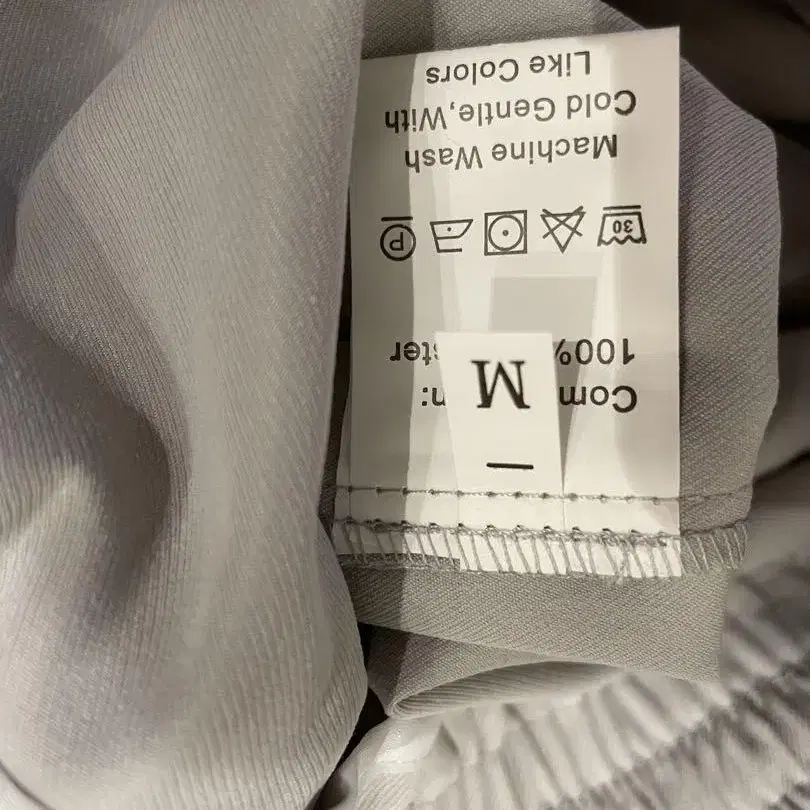 M
100%
30 P
Machine Wash
Cold Gentle,With
Like Colors